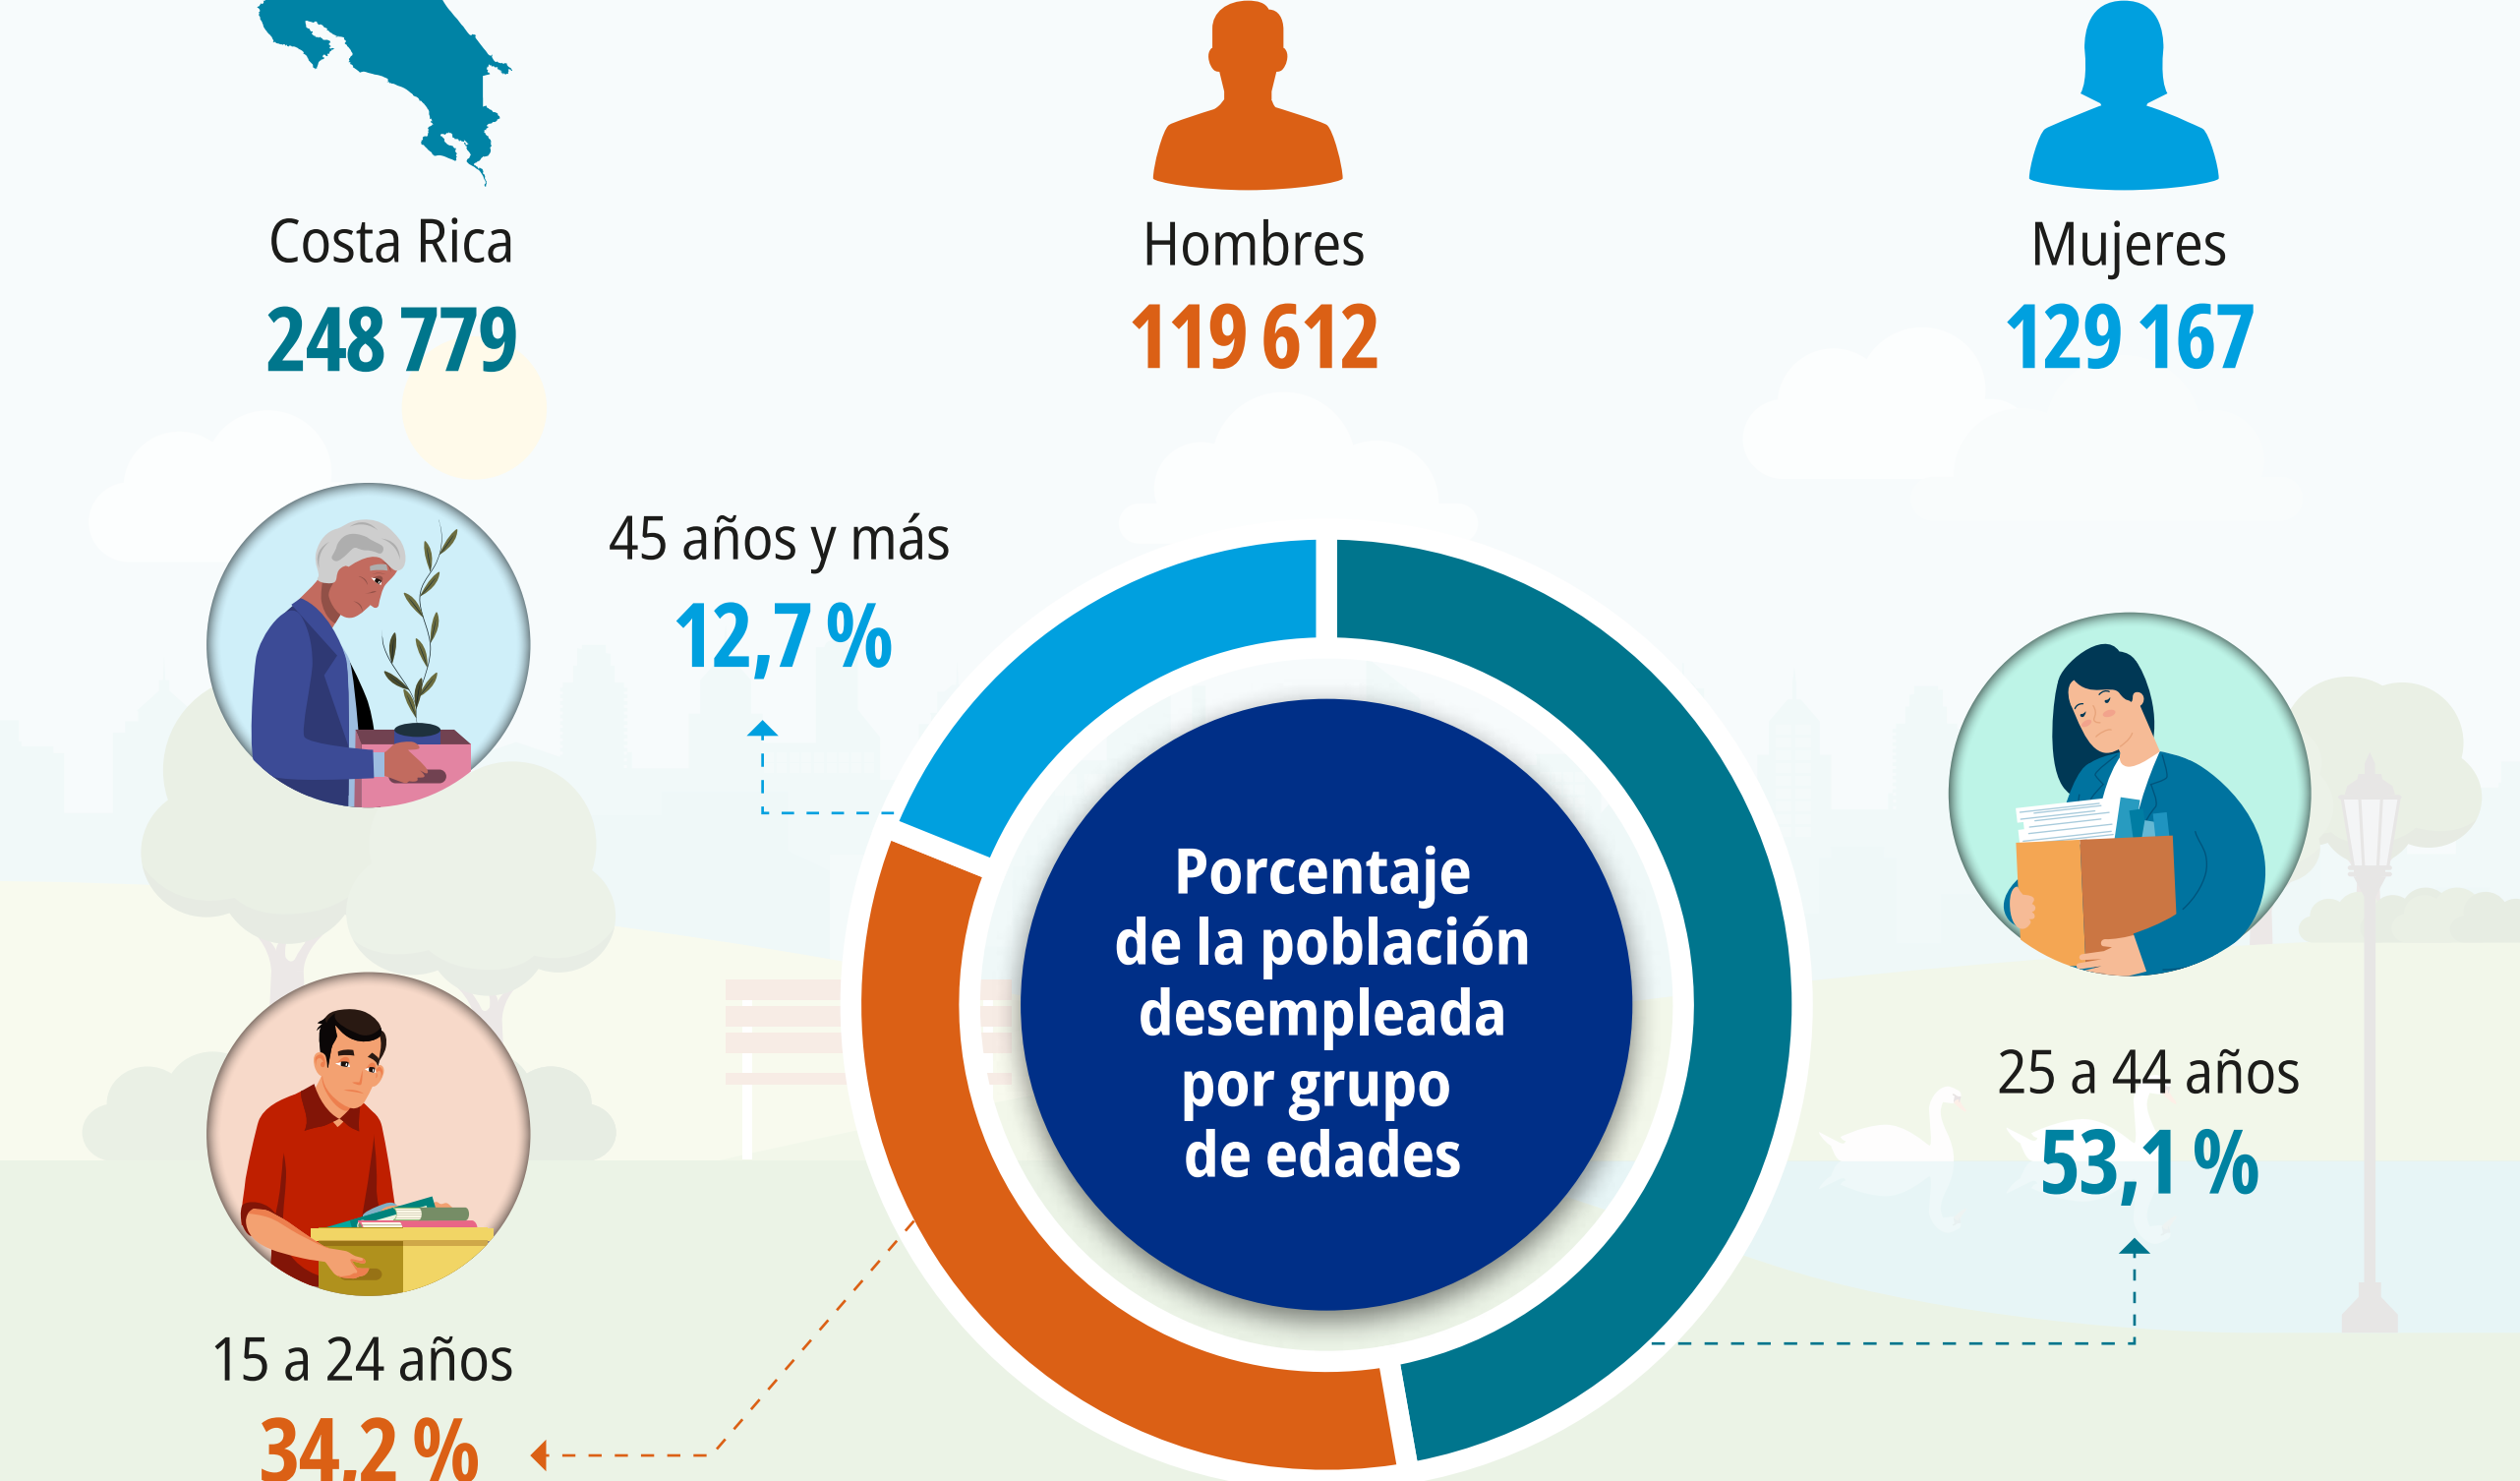 Costa Rica
248 779
Hombres
119 612
Mujeres
129 167
45 años y más
12,7 %
Porcentaje
de la población
desempleada
por grupo
de edades
25 a 44 años
53,1 %
15 a 24 años
34,2 %